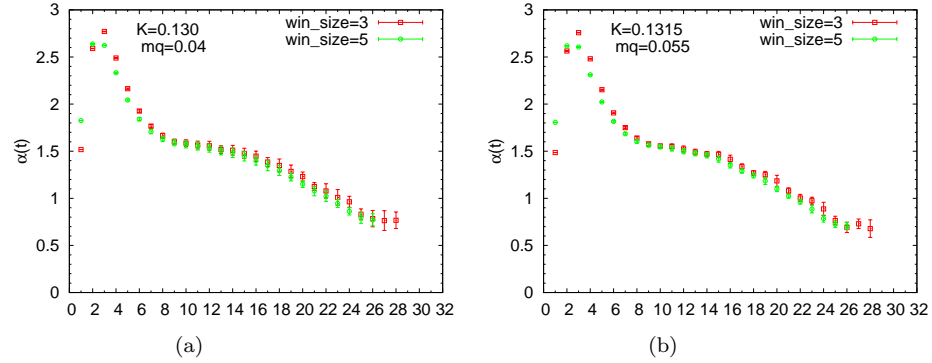 3
2.5
2
1.5
1
0.5
0
α(t)
K=0.130
mq=0.04
win_size=3
win_size=5
0 2 4 6 8 10 12 14 16 18 20 22 24 26 28 30 32
(a)
3
2.5
2
1.5
1
0.5
0
α(t)
K=0.1315
mq=0.055
win_size=3
win_size=5
0 2 4 6 8 10 12 14 16 18 20 22 24 26 28 30 32
(b)